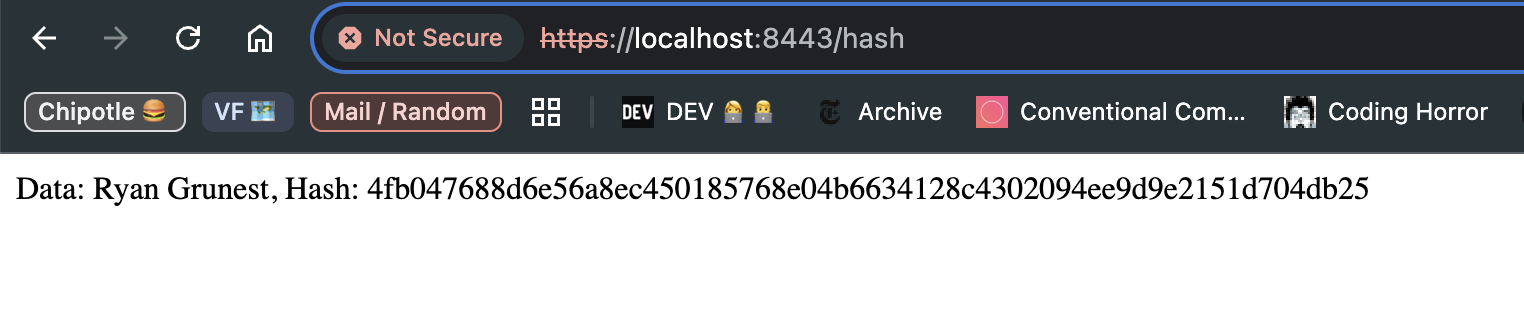 Not Secure https://localhost:8443/hash
Chipotle 🍔 VF 🗺️ Mail / Random DEV DEV 👩‍💻 👨‍💻 Archive Conventional Com... Coding Horror
Data: Ryan Grunest, Hash: 4fb047688d6e56a8ec450185768e04b6634128c4302094ee9d9e2151d704db25